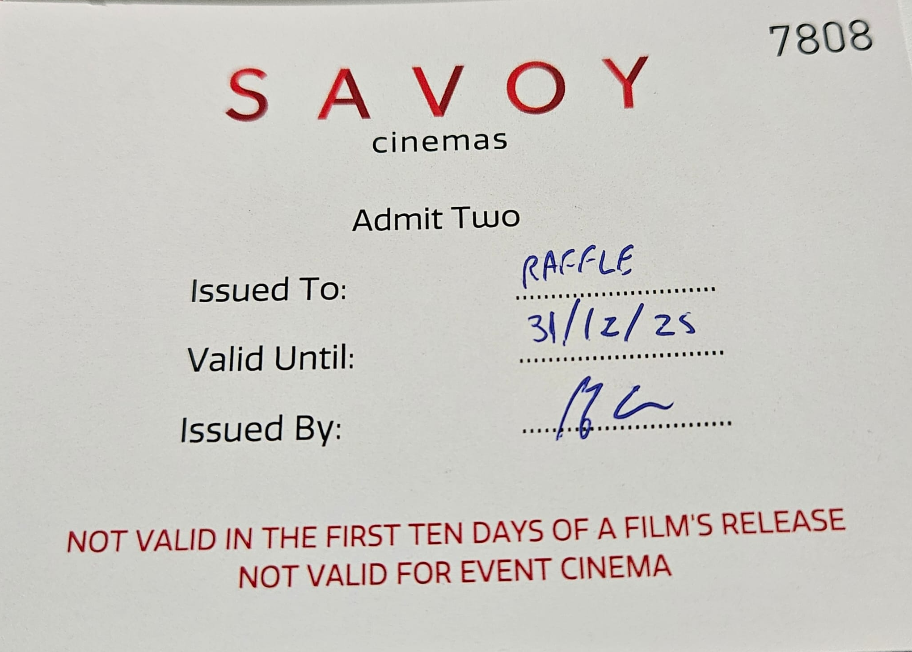 7808
SAVOY
cinemas
Admit Two
Issued To: RAFFLE
Valid Until: 31/12/25
Issued By:
NOT VALID IN THE FIRST TEN DAYS OF A FILM'S RELEASE
NOT VALID FOR EVENT CINEMA